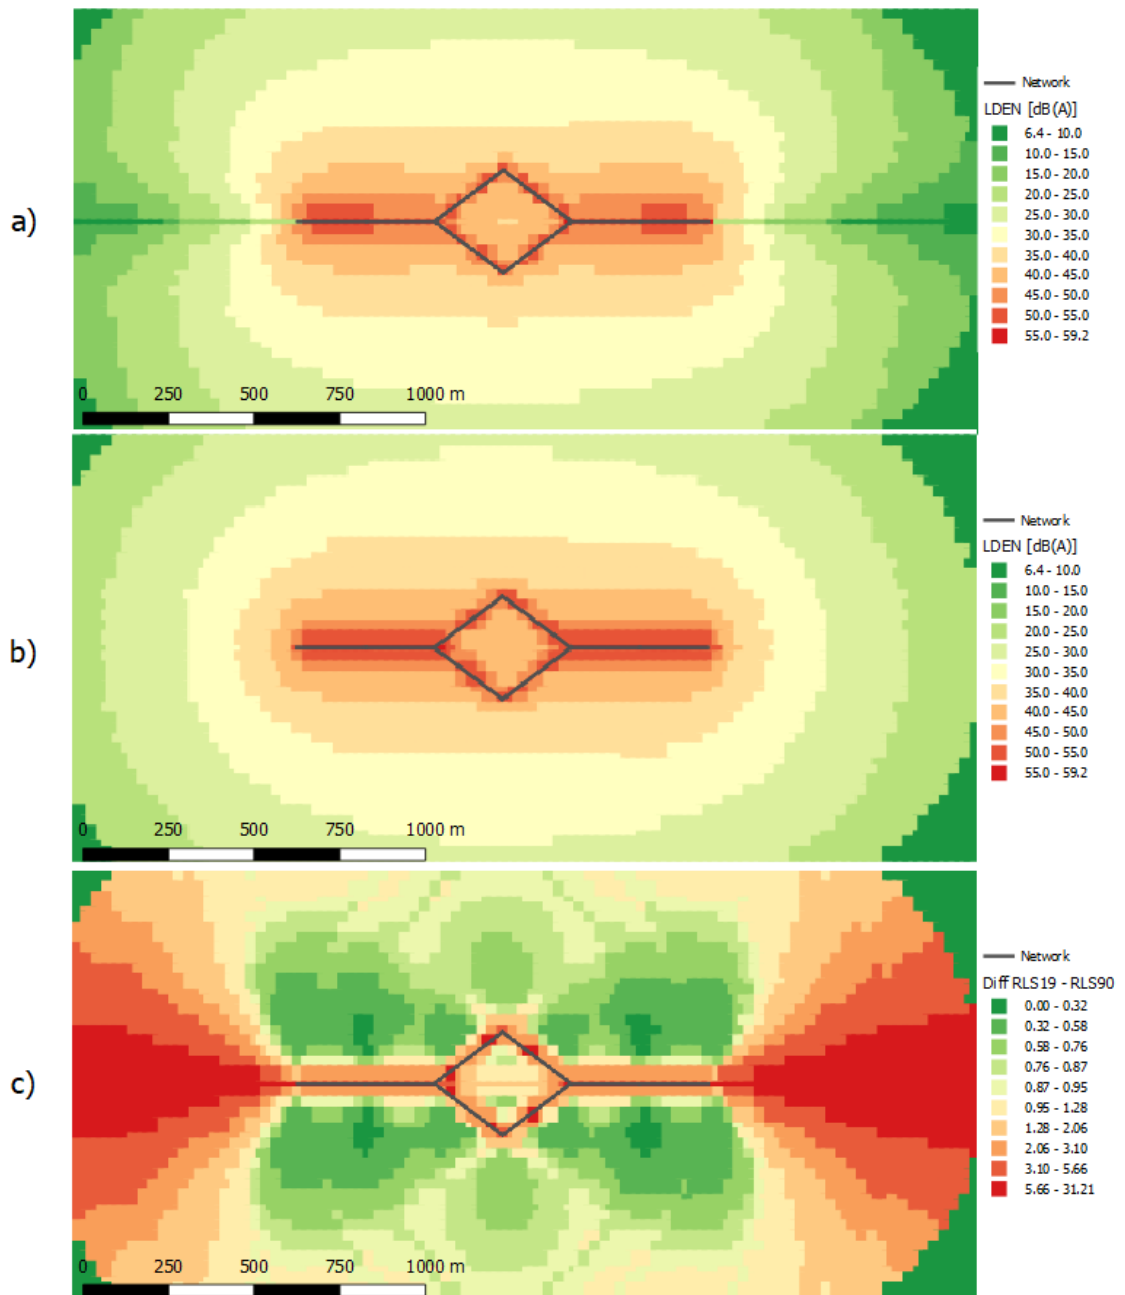 a)
0 250 500 750 1000 m
Network
LDEN [dB(A)]
6.4 - 10.0
10.0 - 15.0
15.0 - 20.0
20.0 - 25.0
25.0 - 30.0
30.0 - 35.0
35.0 - 40.0
40.0 - 45.0
45.0 - 50.0
50.0 - 55.0
55.0 - 59.2
b)
0 250 500 750 1000 m
Network
LDEN [dB(A)]
6.4 - 10.0
10.0 - 15.0
15.0 - 20.0
20.0 - 25.0
25.0 - 30.0
30.0 - 35.0
35.0 - 40.0
40.0 - 45.0
45.0 - 50.0
50.0 - 55.0
55.0 - 59.2
c)
0 250 500 750 1000 m
Network
Diff RLS19 - RLS90
0.00 - 0.32
0.32 - 0.58
0.58 - 0.76
0.76 - 0.87
0.87 - 0.95
0.95 - 1.28
1.28 - 2.06
2.06 - 3.10
3.10 - 5.66
5.66 - 31.21